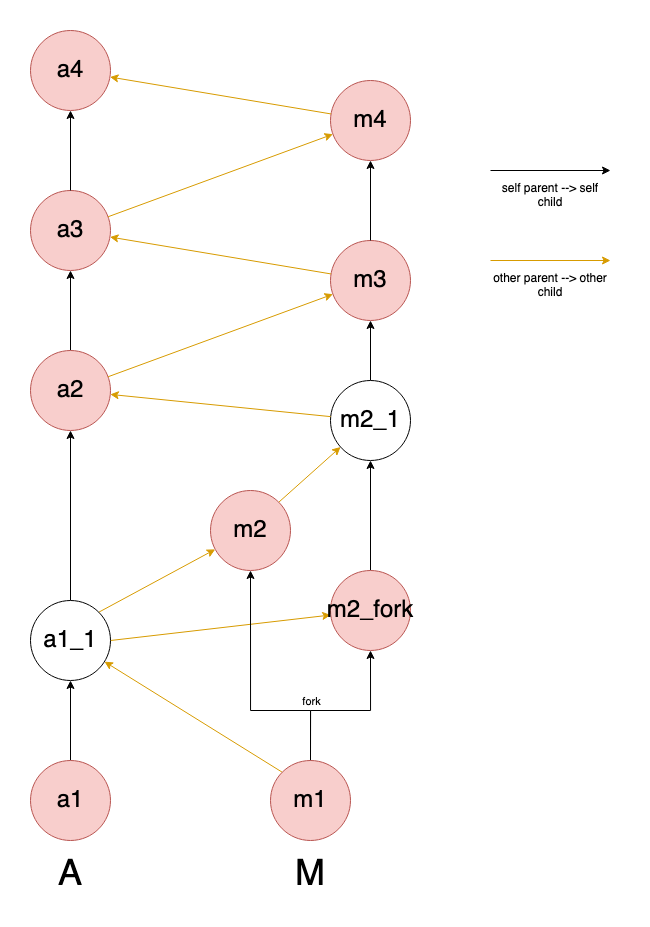 a4
m4
self parent --> self
child
a3
m3
other parent --> other
child
a2
m2_1
m2
m2_fork
a1_1
fork
a1
m1
A
M